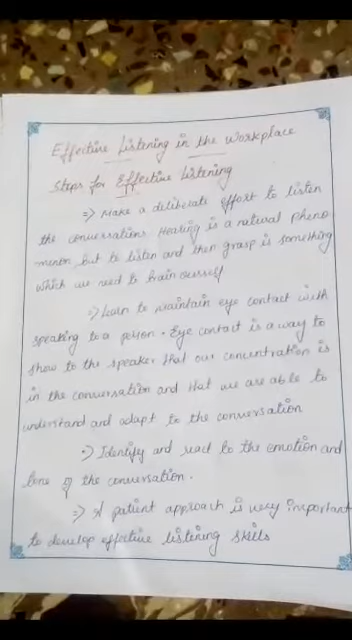 Effective Listening in the workplace
Steps for Effective Listening
=> Make a deliberate effort to listen
the conversations Hearing is a natural pheno
menon but to listen and then grasp is something
which we need to train ourself
=> Learn to maintain eye contact with
speaking to a person. Eye contact is a way to
show to the speaker that our concentration is
in the conversation and that we are able to
understand and adapt to the conversation
=> Identify and react to the emotion and
tone of the conversation.
=> A patient approach is very important
to develop effective listening skills